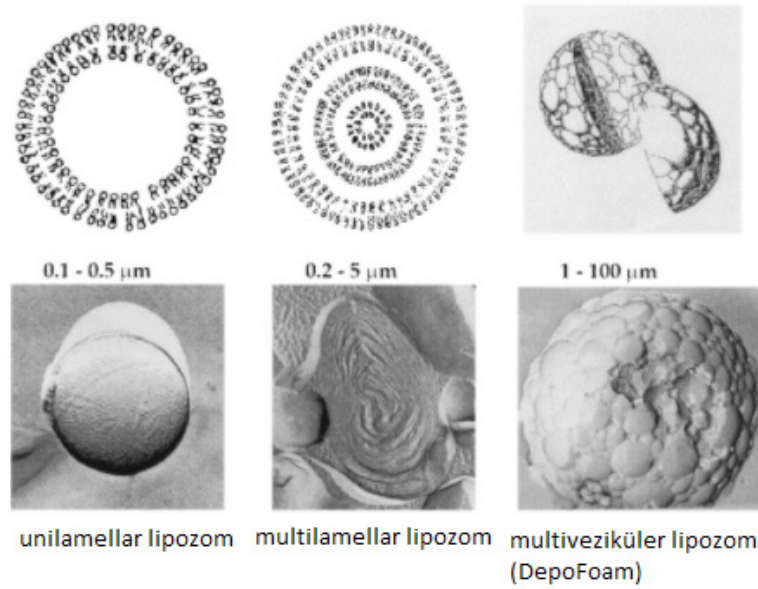 0.1 - 0.5 μm
0.2 - 5 μm
1 - 100 μm
unilamellar lipozom
multilamellar lipozom
multiveziküler lipozom
(DepoFoam)